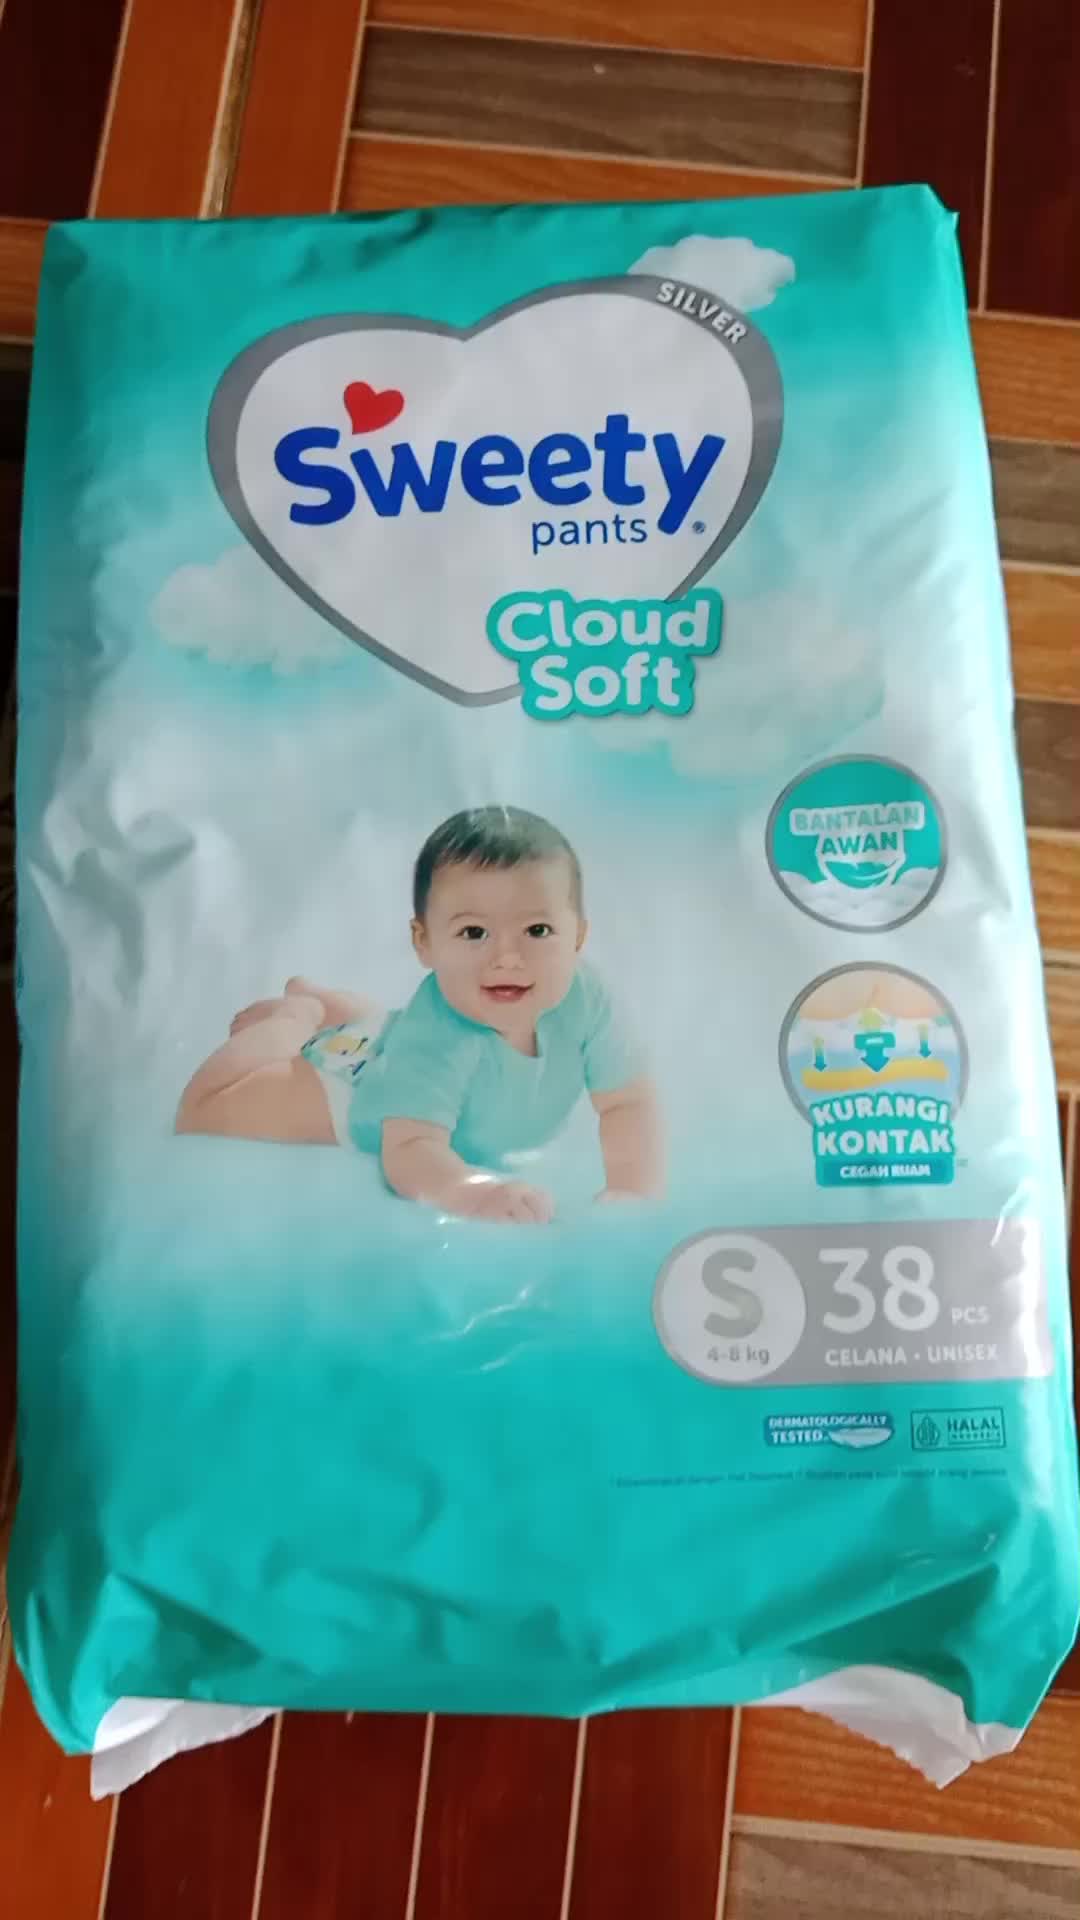 SILVER
Sweety®
pants
Cloud
Soft
BANTALAN
AWAN
KURANGI
KONTAK
CEGAH RUAM
S
4-8 kg
38 PCS
CELANA • UNISEX
DERMATOLOGICALLY
TESTED
HALAL
INDONESIA